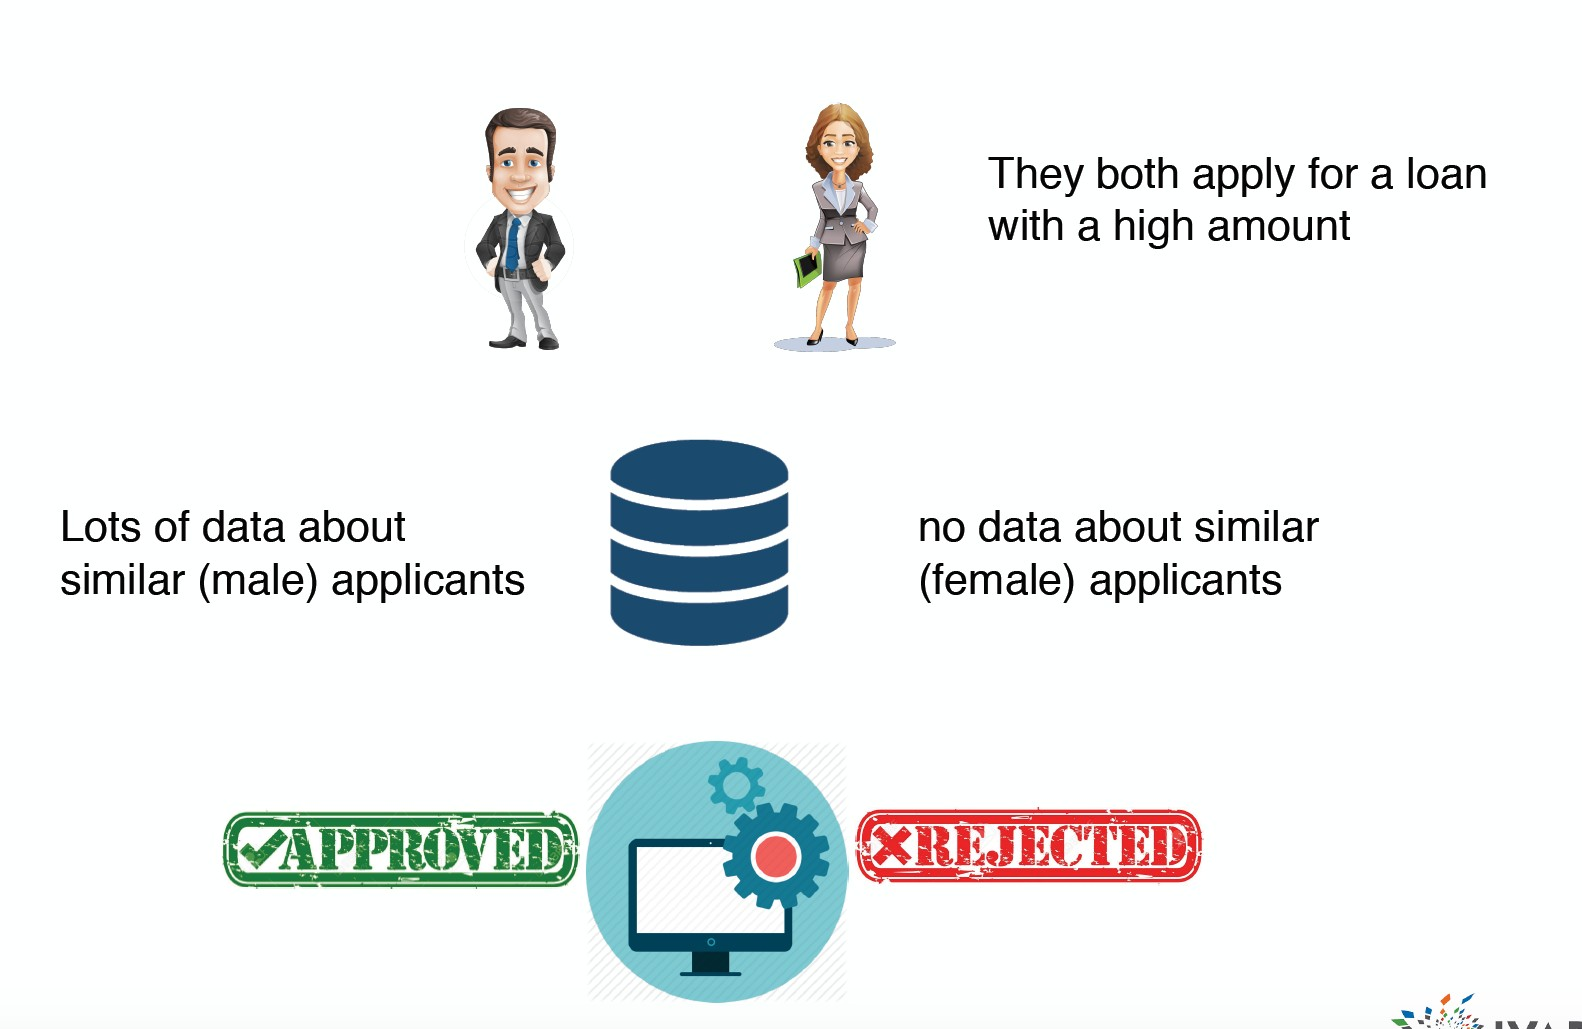 They both apply for a loan
with a high amount
Lots of data about
similar (male) applicants
no data about similar
(female) applicants
APPROVED
REJECTED